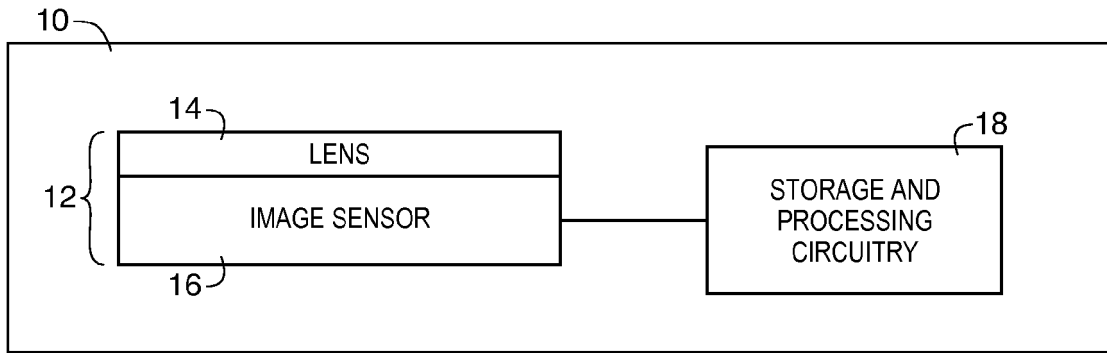 10
14
LENS
12
IMAGE SENSOR
16
18
STORAGE AND
PROCESSING
CIRCUITRY